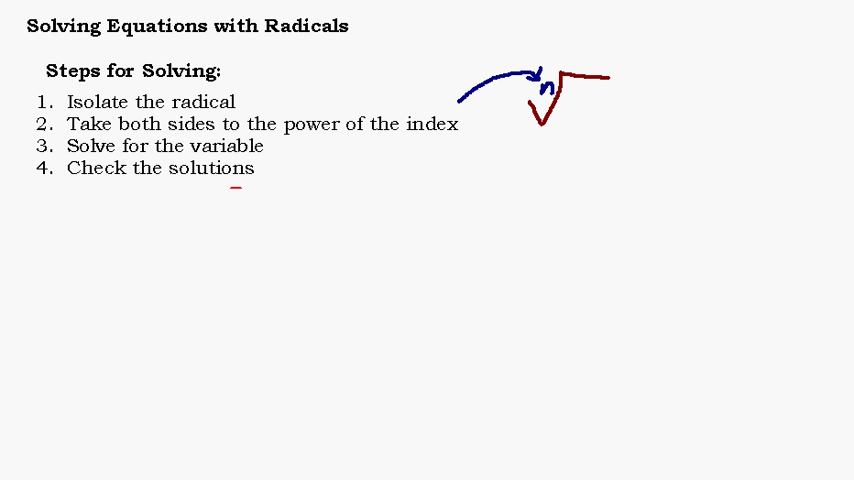 Solving Equations with Radicals
Steps for Solving:
1. Isolate the radical
2. Take both sides to the power of the index
3. Solve for the variable
4. Check the solutions
n√